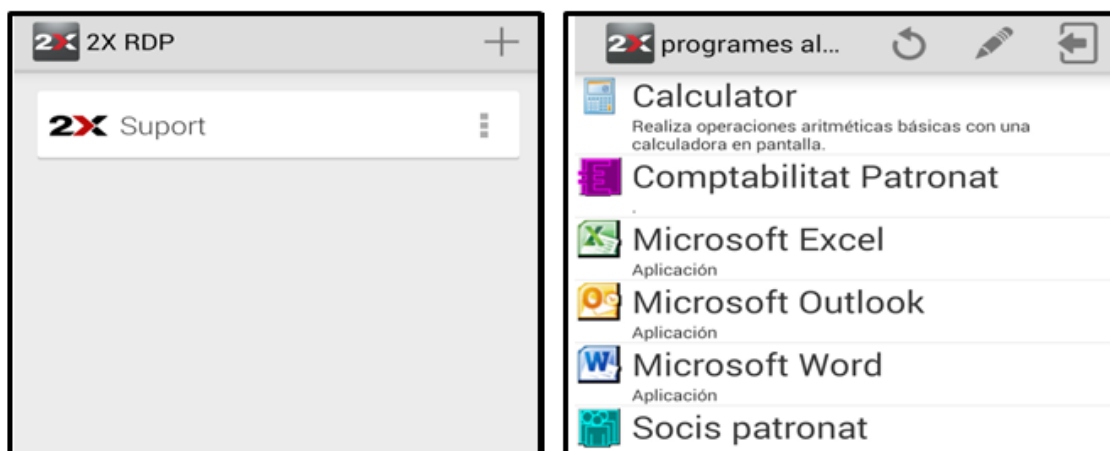 2X 2X RDP
2X Suport
2X programes al...
Calculator
Realiza operaciones aritméticas básicas con una
calculadora en pantalla.
Comptabilitat Patronat
.
Microsoft Excel
Aplicación
Microsoft Outlook
Aplicación
Microsoft Word
Aplicación
Socis patronat